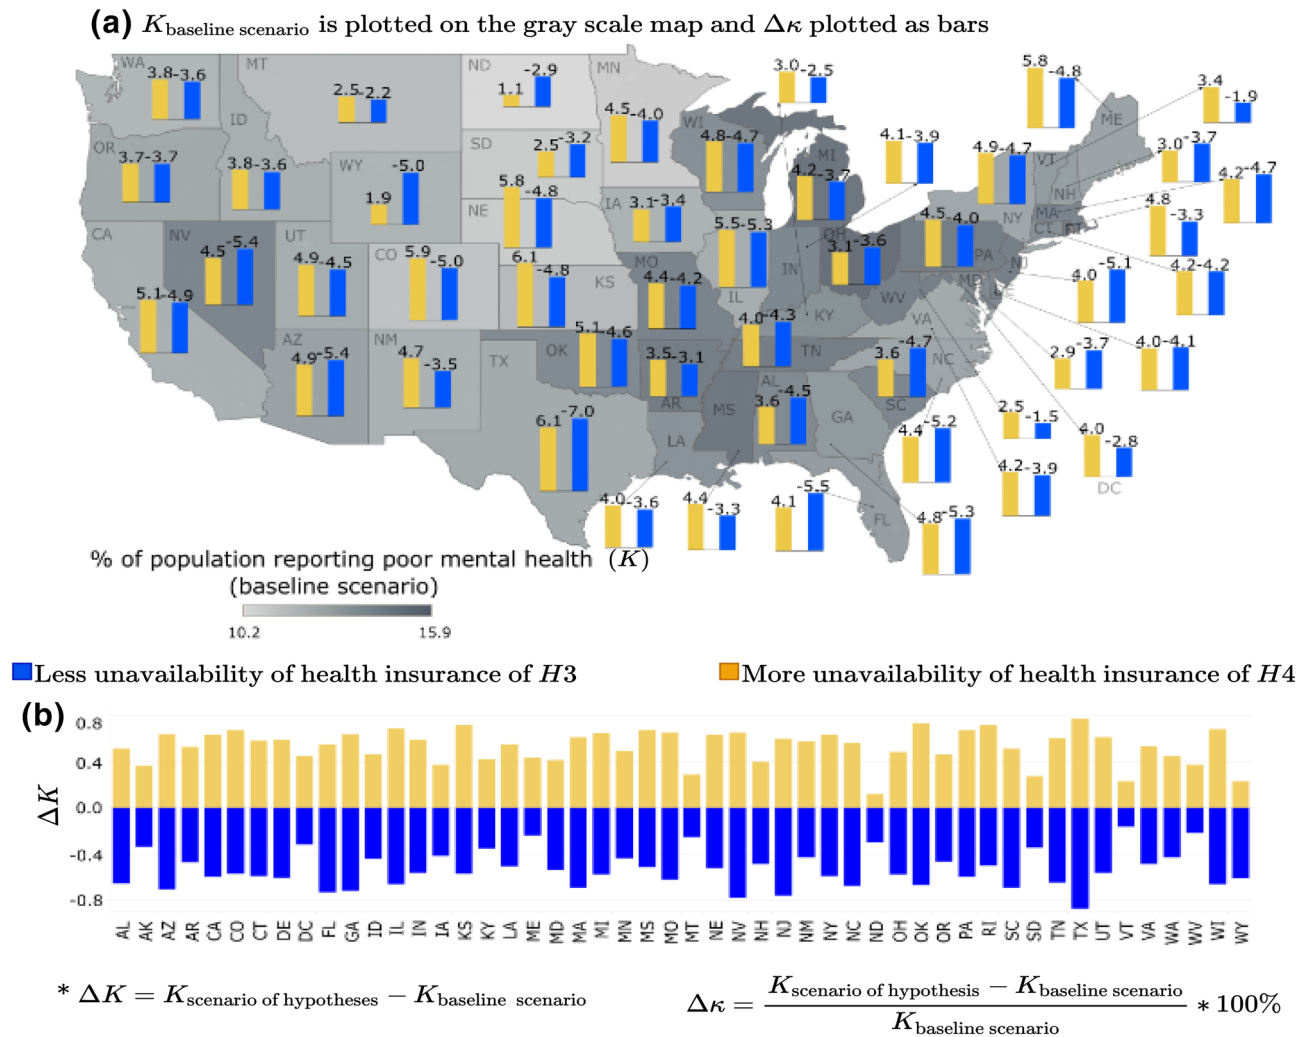 (a) K baseline scenario is plotted on the gray scale map and Δκ plotted as bars
WA 3.8 -3.6
MT 2.5 -2.2
ND 1.1 -2.9
MN 4.5 -4.0
3.0 -2.5
5.8 -4.8
3.4 -1.9
ME
OR 3.7 -3.7
ID 3.8 -3.6
WY 1.9 -5.0
SD 2.5 -3.2
WI 4.8 -4.7
MI 4.2 -3.7
4.1 -3.9
4.9 -4.7
VT
NH
3.0 -3.7
4.2 -4.7
NE 5.8 -4.8
IA 3.1 -3.4
5.5 -5.3
NY
MA
CT RI
4.8 -3.3
CA 5.1 -4.9
NV 4.5 -5.4
UT 4.9 -4.5
CO 5.9 -5.0
6.1 -4.8 KS
MO 4.4 -4.2
IL
IN
OH 3.1 -3.6
4.5 -4.0 PA
NJ
MD
DE
4.0 -5.1
4.2 -4.2
WV
VA
KY
AZ 4.9 -5.4
NM 4.7 -3.5
TX 6.1 -7.0
OK 5.1 -4.6
3.5 -3.1 AR
4.0 -4.3 TN
NC
3.6 -4.7 SC
2.9 -3.7
4.0 -4.1
MS
AL 3.6 -4.5
GA
LA
2.5 -1.5
4.0 -2.8
DC
4.4 -5.2
4.2 -3.9
4.0 -3.6
4.4 -3.3
4.1 -5.5
FL
4.8 -5.3
% of population reporting poor mental health (K)
(baseline scenario)
10.2 15.9
Less unavailability of health insurance of H3 More unavailability of health insurance of H4
(b)
0.8
0.4
0.0
-0.4
-0.8
ΔK
AL AK AZ AR CA CO CT DE DC FL GA ID IL IN IA KS KY LA ME MD MA MI MN MS MO MT NE NV NH NJ NM NY NC ND OH OK OR PA RI SC SD TN TX UT VT VA WA WV WI WY
* ΔK = K scenario of hypotheses − K baseline scenario
Δκ = K scenario of hypothesis − K baseline scenario / K baseline scenario * 100%